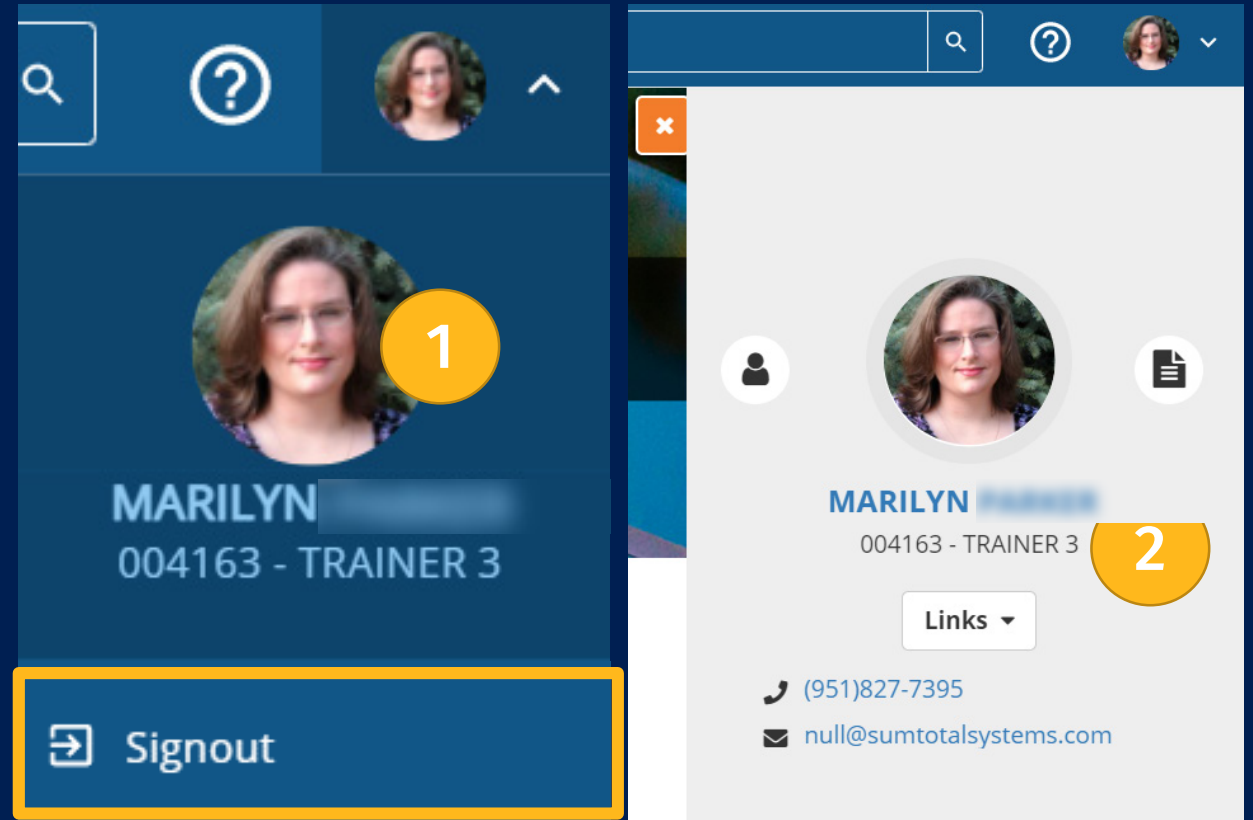 1
MARILYN
004163 - TRAINER 3
Signout
MARILYN
004163 - TRAINER 3
2
Links
(951)827-7395
null@sumtotalsystems.com